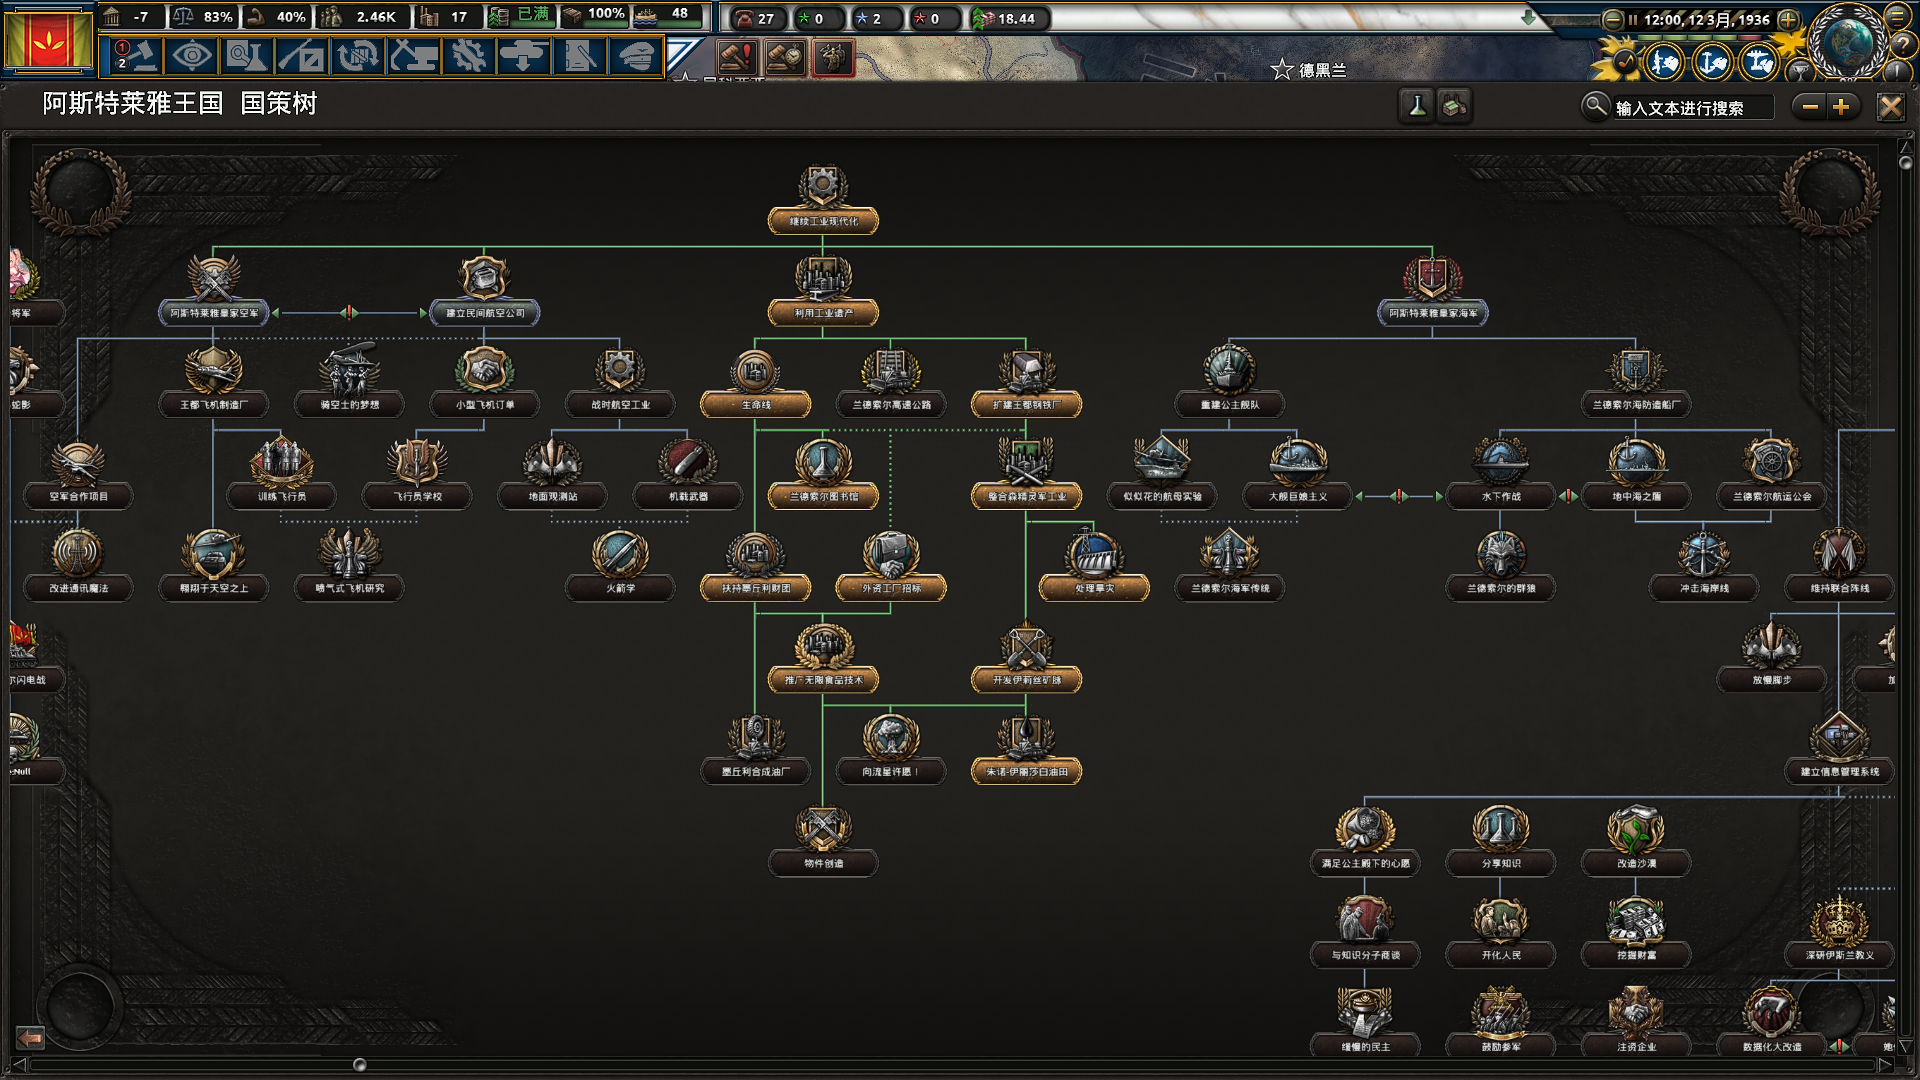 -7
83%
40%
2.46K
17
已满
100%
48
27
0
2
0
18.44
12:00, 12 3月, 1936
1
2
德黑兰
阿斯特莱雅王国 国策树
输入文本进行搜索
继续工业现代化
将军
阿斯特莱雅皇家空军
建立民间航空公司
利用工业遗产
阿斯特莱雅皇家海军
蛇影
王都飞机制造厂
骑空士的梦想
小型飞机订单
战时航空工业
生命线
兰德索尔高速公路
扩建王都钢铁厂
重建公主舰队
兰德索尔海防造船厂
空军合作项目
训练飞行员
飞行员学校
地面观测站
机载武器
兰德索尔图书馆
整合森精灵军工业
似似花的航母实验
大舰巨娘主义
水下作战
地中海之盾
兰德索尔航运公会
改进通讯魔法
翱翔于天空之上
喷气式飞机研究
火箭学
扶持墨丘利财团
外资工厂招标
处理旱灾
兰德索尔海军传统
兰德索尔的群狼
冲击海岸线
维持联合阵线
尔闪电战
推广无限食品技术
开发伊莉丝矿脉
放慢脚步
Null
墨丘利合成油厂
向流星许愿！
朱诺-伊丽莎白油田
建立信息管理系统
物件创造
满足公主殿下的心愿
分享知识
改造沙漠
与知识分子商谈
开化人民
挖掘财富
深研伊斯兰教义
缓慢的民主
鼓励参军
注资企业
数据化大改造